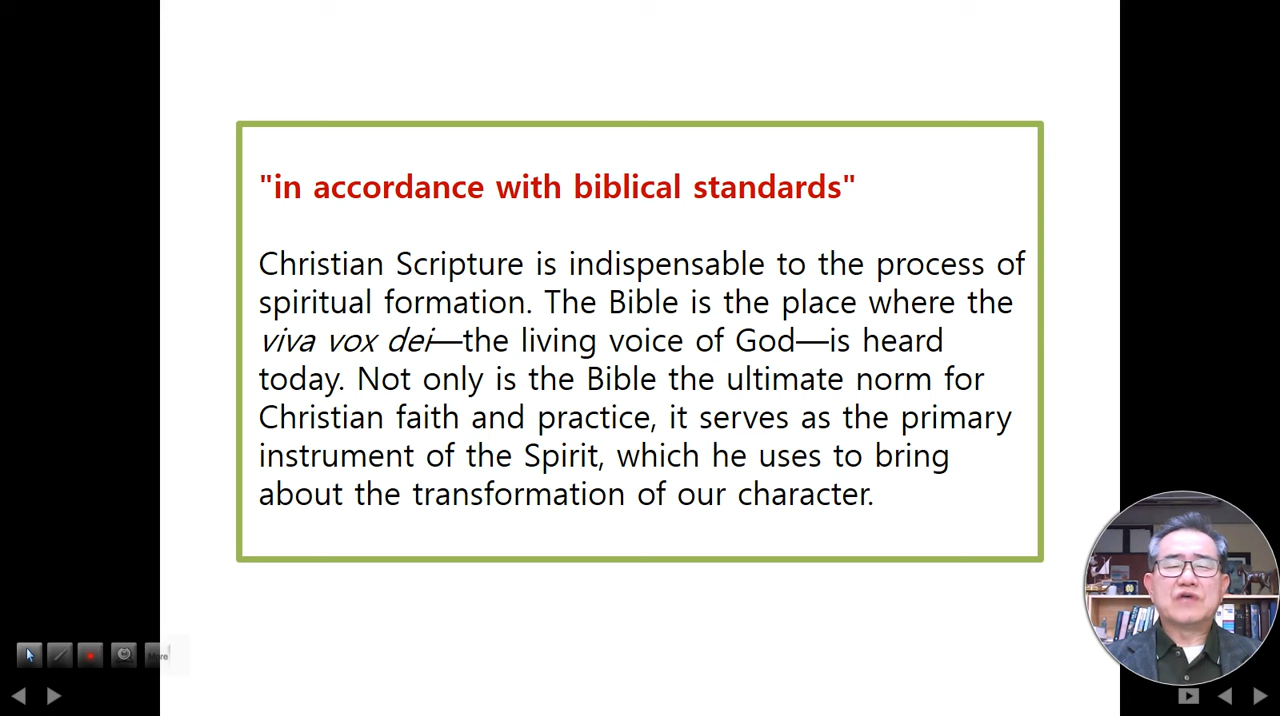 "in accordance with biblical standards"
Christian Scripture is indispensable to the process of
spiritual formation. The Bible is the place where the
viva vox dei—the living voice of God—is heard
today. Not only is the Bible the ultimate norm for
Christian faith and practice, it serves as the primary
instrument of the Spirit, which he uses to bring
about the transformation of our character.
More